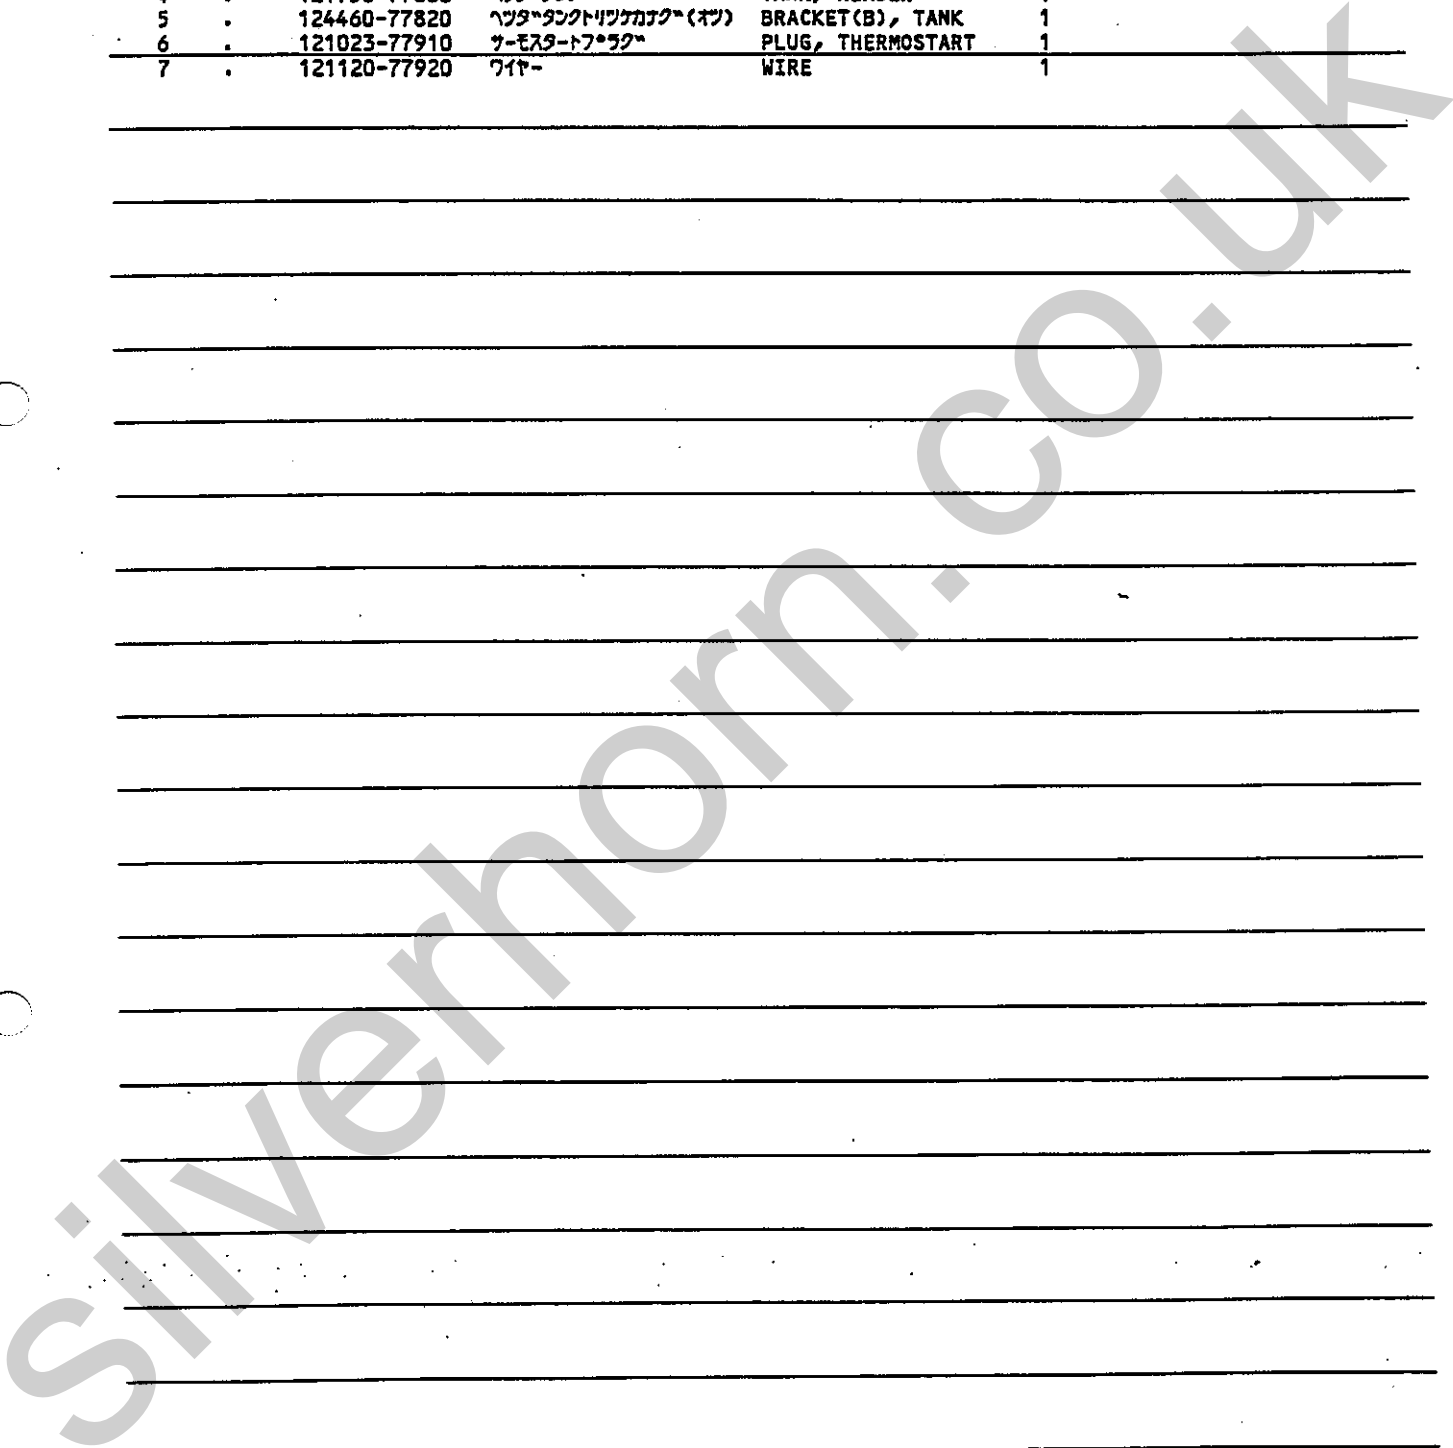 5 . 124460-77820 ヘツダ゛タンクトリツケカナグ(オツ) BRACKET(B), TANK 1
6 . 121023-77910 サーモスタートプラグ PLUG, THERMOSTART 1
7 . 121120-77920 ワイヤー WIRE 1
silverhorn.co.uk